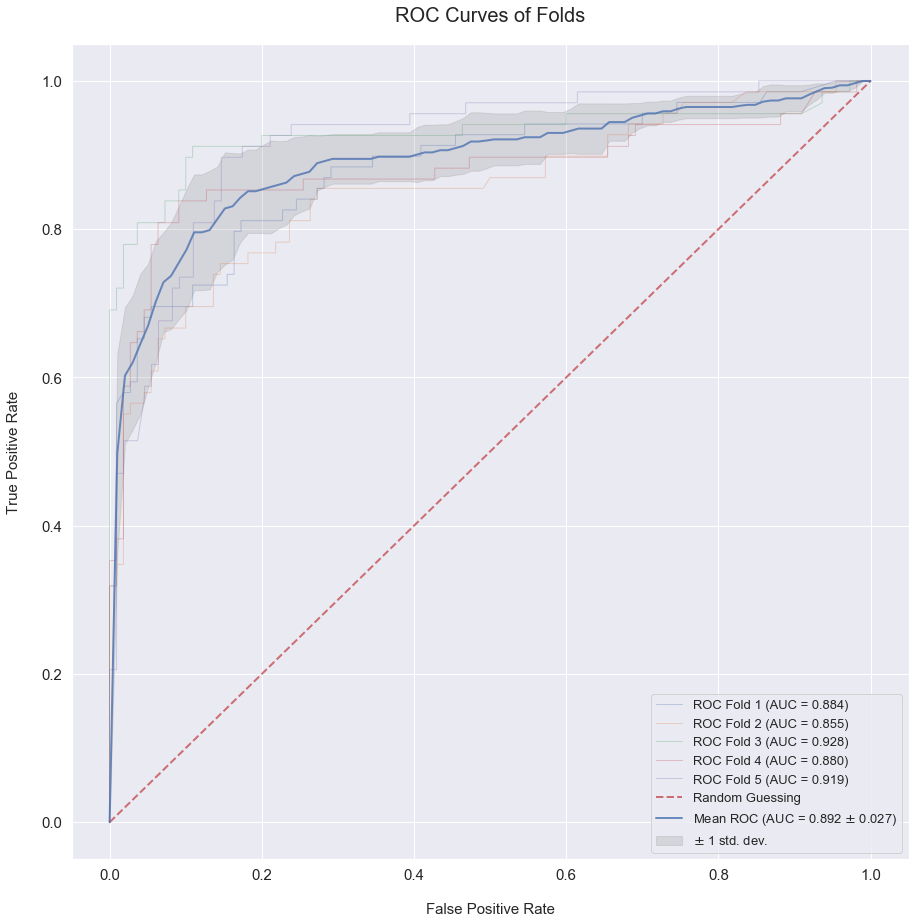 ROC Curves of Folds
True Positive Rate
1.0
0.8
0.6
0.4
0.2
0.0
ROC Fold 1 (AUC = 0.884)
ROC Fold 2 (AUC = 0.855)
ROC Fold 3 (AUC = 0.928)
ROC Fold 4 (AUC = 0.880)
ROC Fold 5 (AUC = 0.919)
Random Guessing
Mean ROC (AUC = 0.892 ± 0.027)
± 1 std. dev.
0.0 0.2 0.4 0.6 0.8 1.0
False Positive Rate